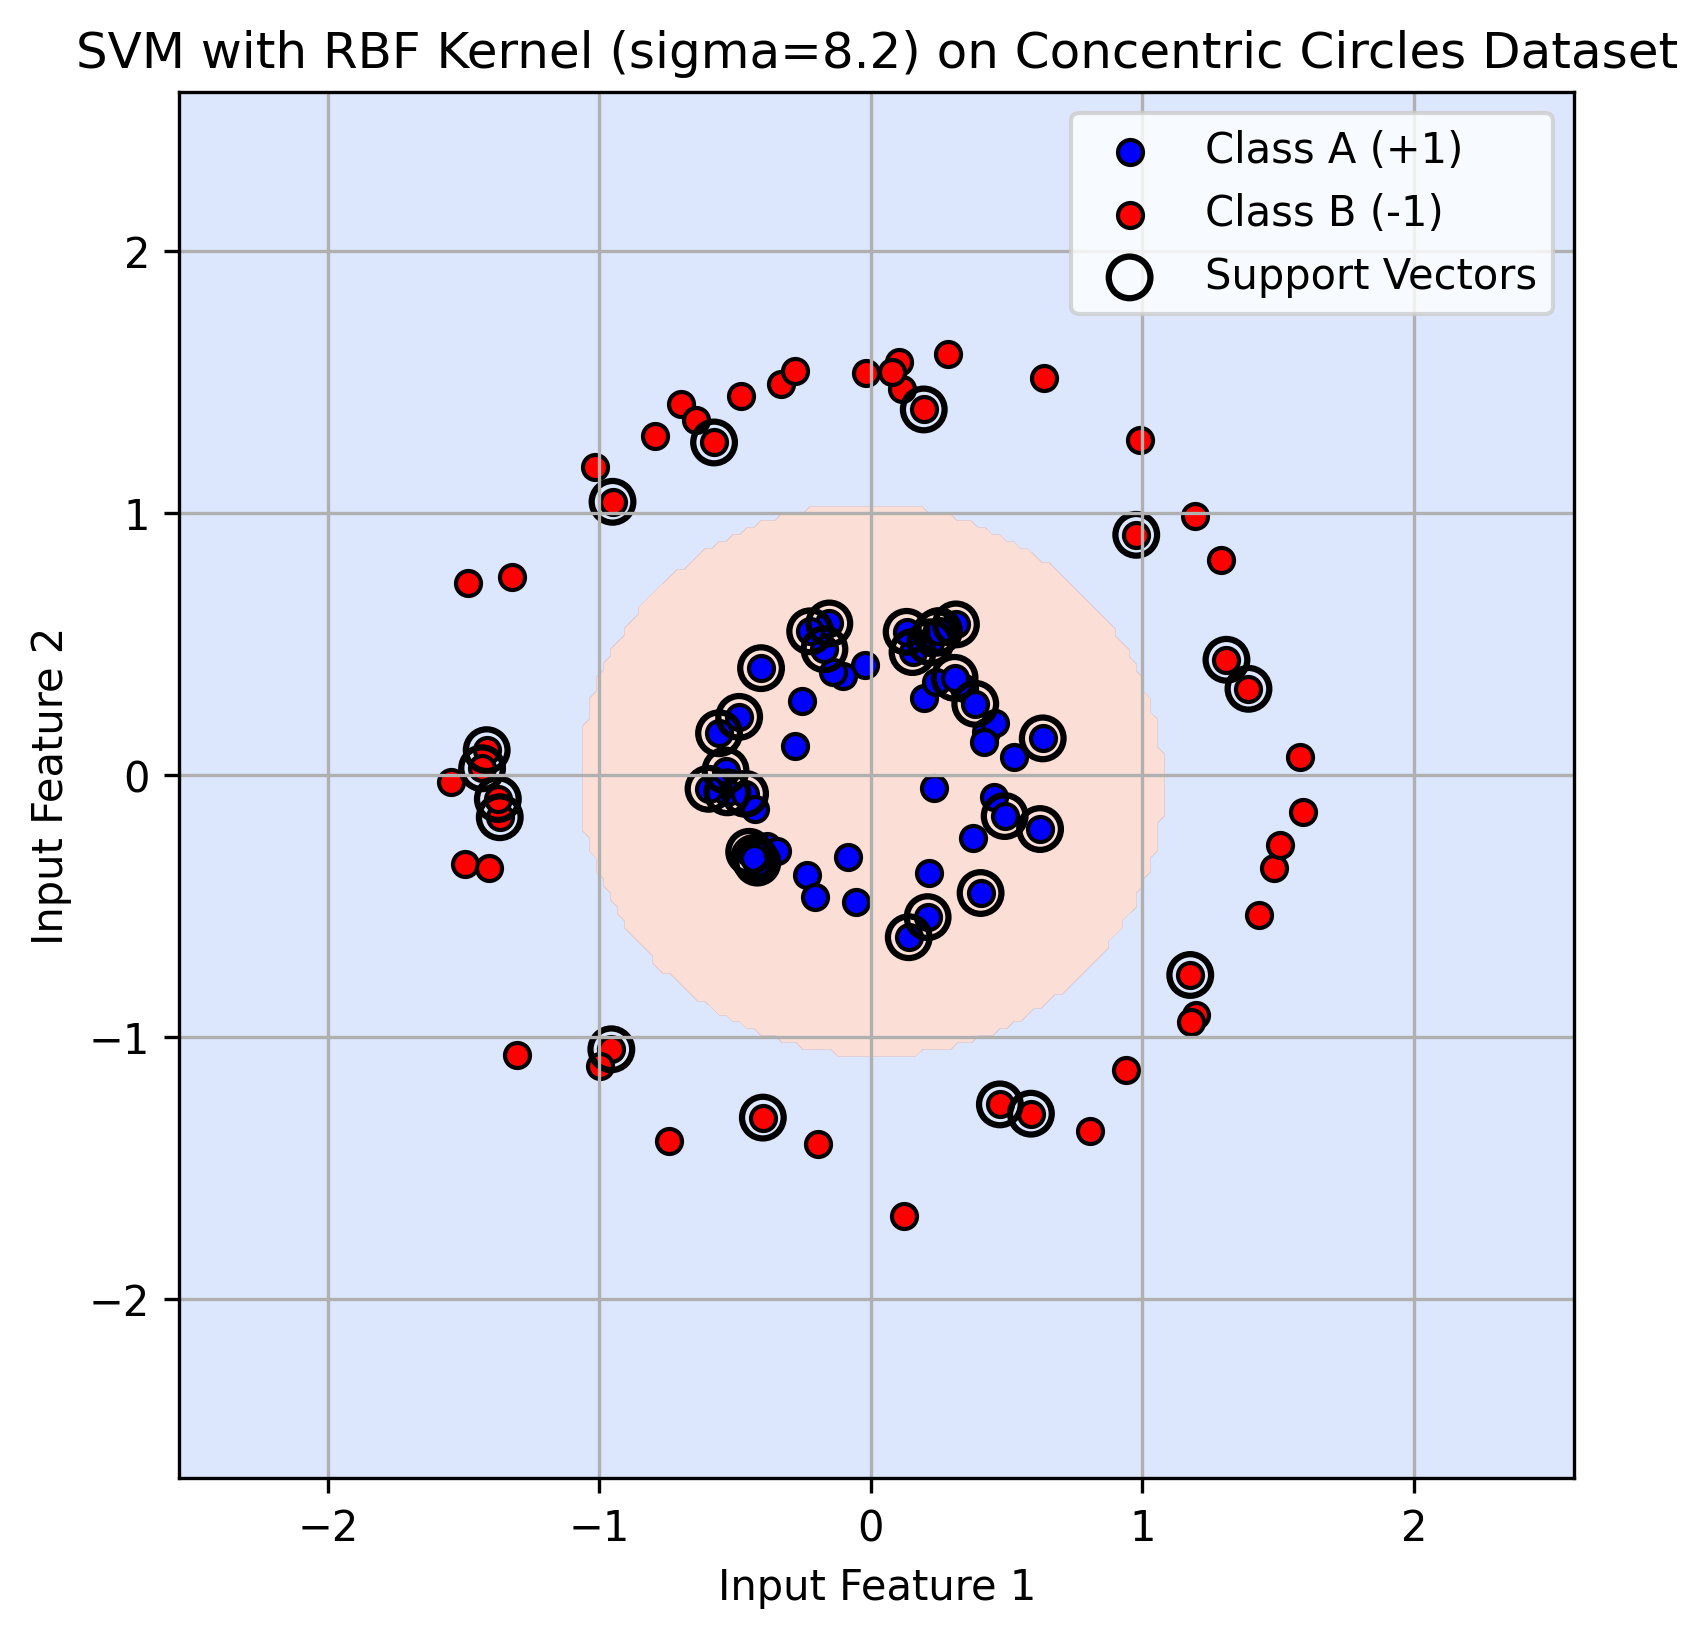 SVM with RBF Kernel (sigma=8.2) on Concentric Circles Dataset
Class A (+1)
Class B (-1)
Support Vectors
2
1
0
−1
−2
Input Feature 2
−2
−1
0
1
2
Input Feature 1